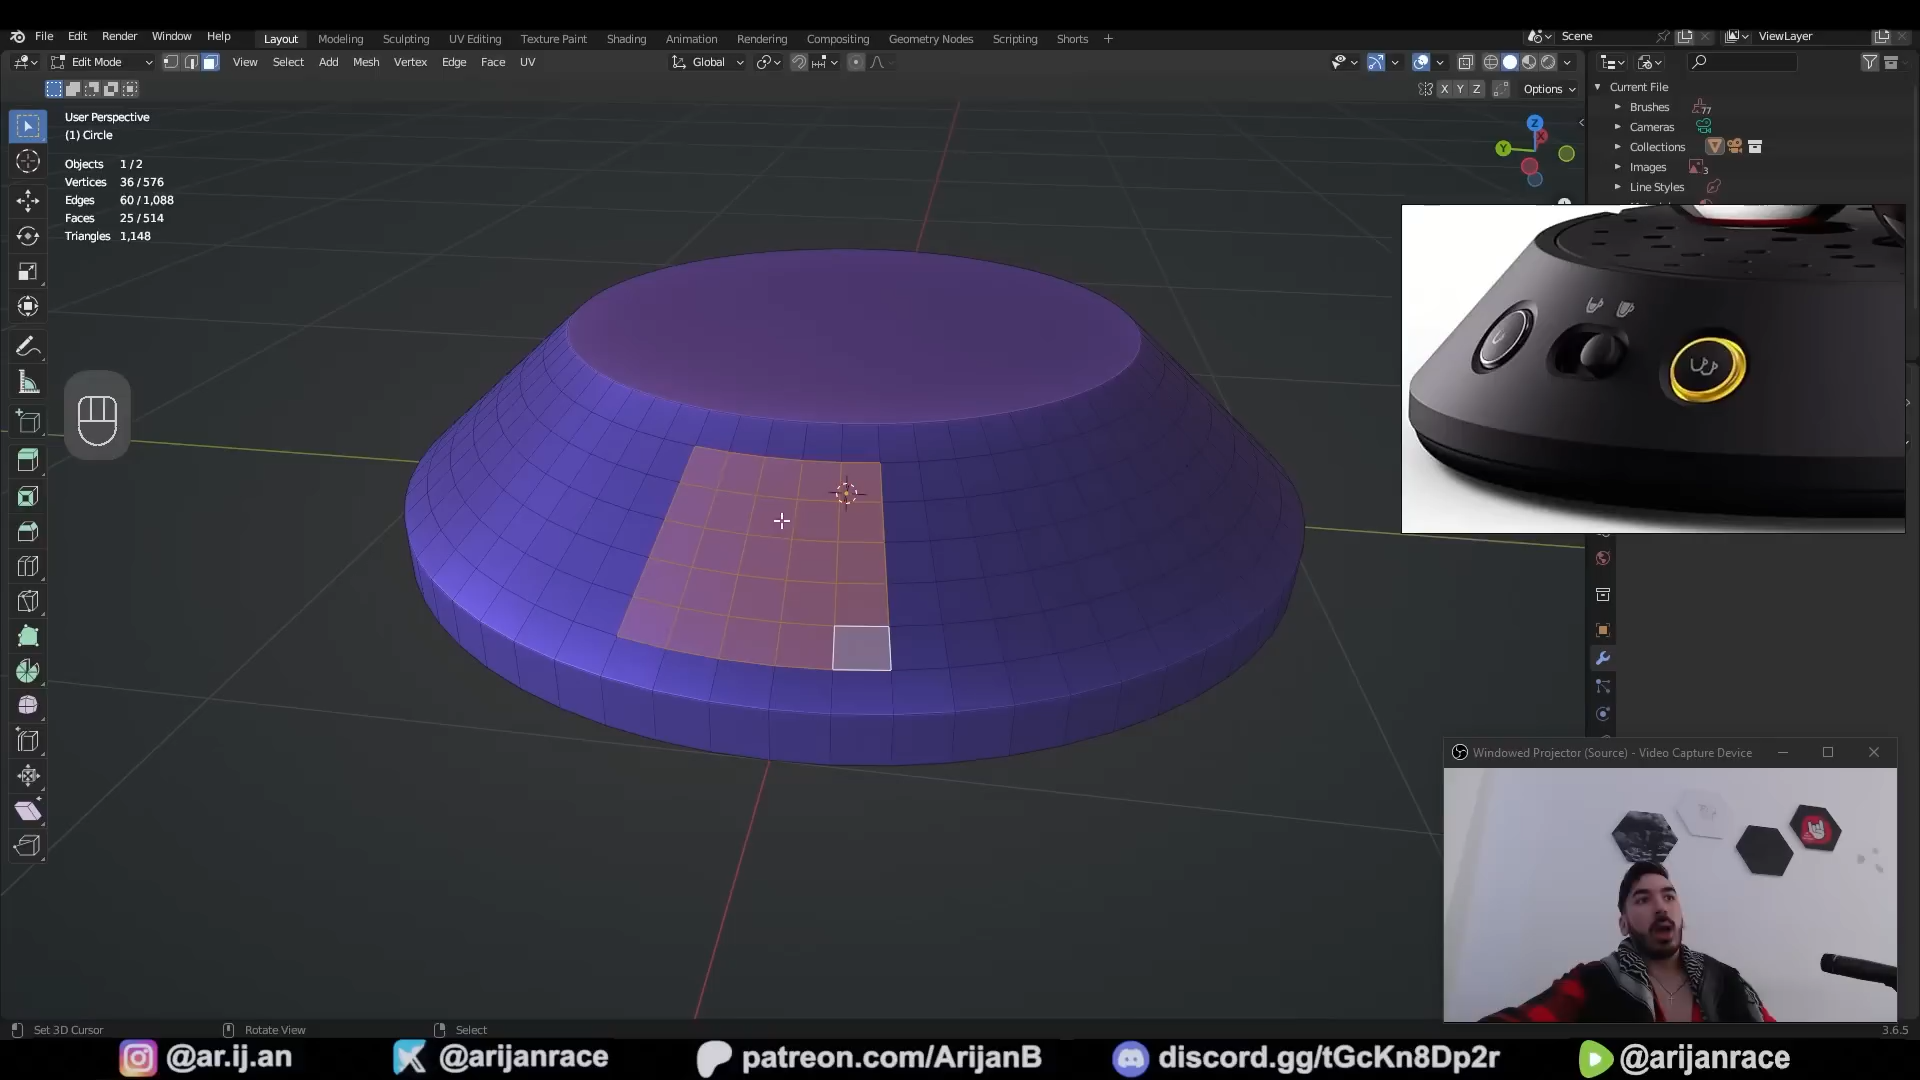 File Edit Render Window Help Layout Modeling Sculpting UV Editing Texture Paint Shading Animation Rendering Compositing Geometry Nodes Scripting Shorts + Scene ViewLayer
Edit Mode View Select Add Mesh Vertex Edge Face UV Global
X Y Z Options
User Perspective
(1) Circle
Objects 1 / 2
Vertices 36 / 576
Edges 60 / 1,088
Faces 25 / 514
Triangles 1,148
Z
X
Y
Current File
Brushes 77
Cameras
Collections
Images 3
Line Styles
Windowed Projector (Source) - Video Capture Device
Set 3D Cursor Rotate View Select 3.6.5
@ar.ij.an @arijanrace patreon.com/ArijanB discord.gg/tGcKn8Dp2r @arijanrace